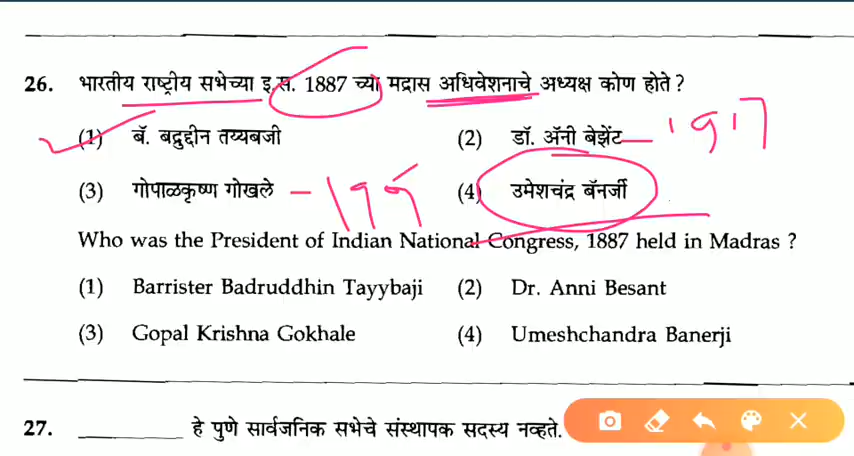 26. भारतीय राष्ट्रीय सभेच्या इ.स. 1887 च्या मद्रास अधिवेशनाचे अध्यक्ष कोण होते ?
(1) बॅ. बद्रुद्दीन तय्यबजी (2) डॉ. ॲनी बेझेंट 1917
(3) गोपाळकृष्ण गोखले (4) उमेशचंद्र बॅनर्जी
Who was the President of Indian National Congress, 1887 held in Madras ?
(1) Barrister Badruddhin Tayybaji (2) Dr. Anni Besant
(3) Gopal Krishna Gokhale (4) Umeshchandra Banerji
27. __________ हे पुणे सार्वजनिक सभेचे संस्थापक सदस्य नव्हते.